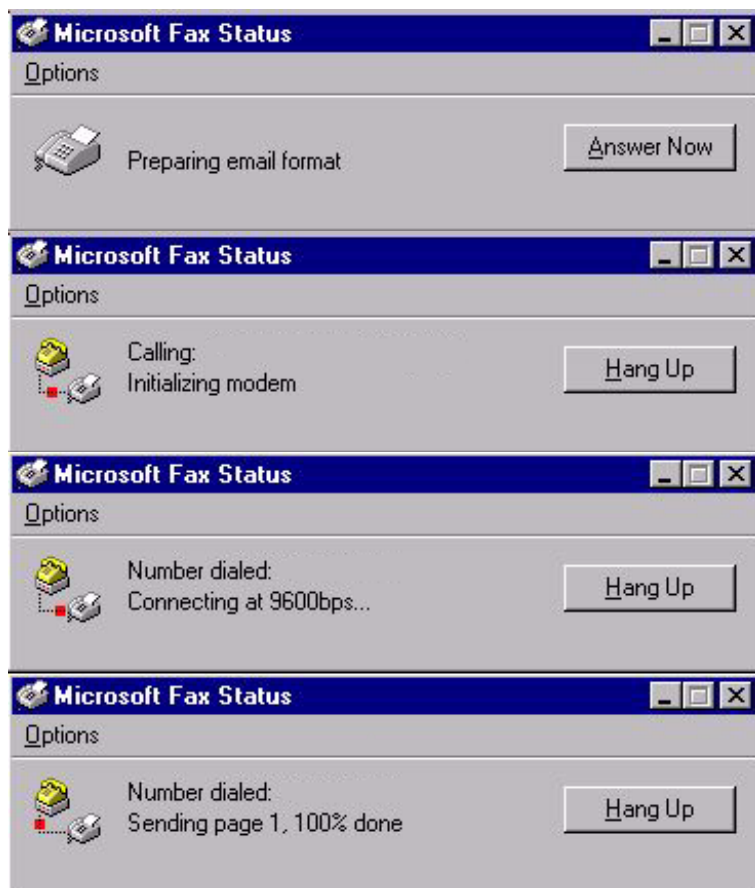 Microsoft Fax Status
Options
Preparing email format
Answer Now
Microsoft Fax Status
Options
Calling:
Initializing modem
Hang Up
Microsoft Fax Status
Options
Number dialed:
Connecting at 9600bps...
Hang Up
Microsoft Fax Status
Options
Number dialed:
Sending page 1, 100% done
Hang Up